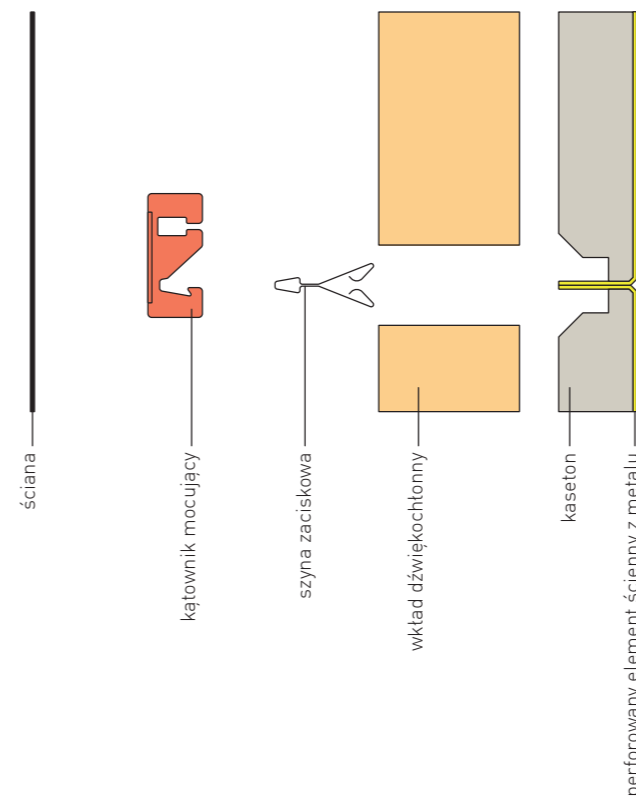 ściana
kątownik mocujący
szyna zaciskowa
wkład dźwiękochłonny
kaseton
perforowany element ścienny z metalu